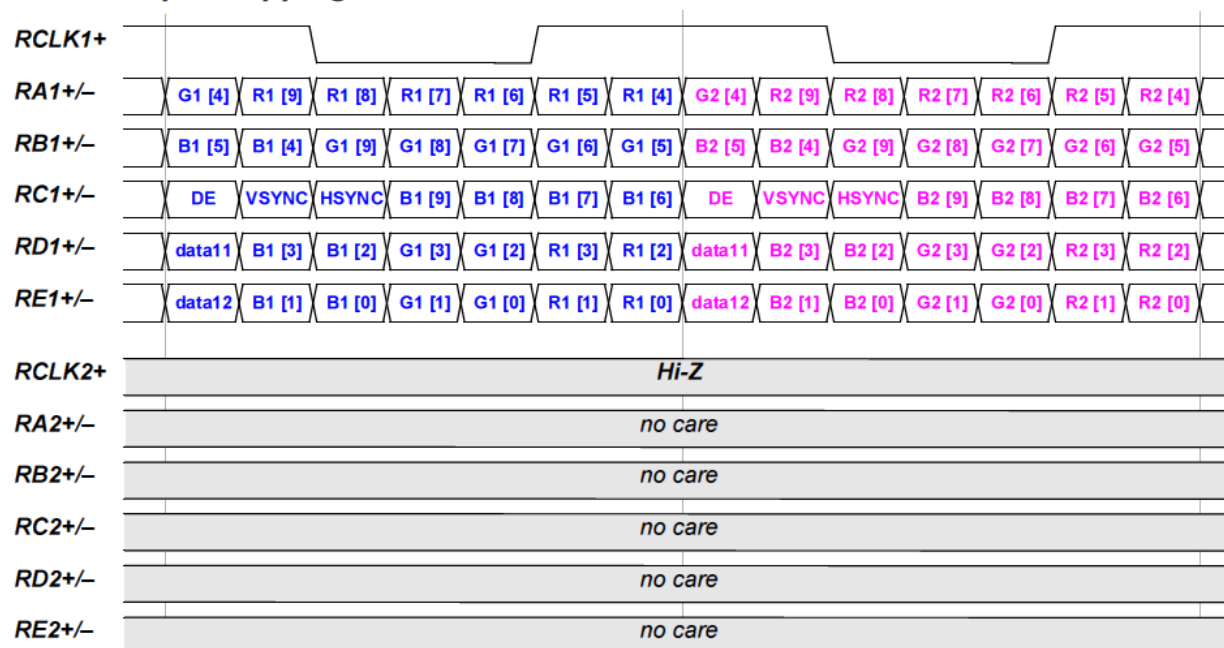 RCLK1+
RA1+/– G1 [4] R1 [9] R1 [8] R1 [7] R1 [6] R1 [5] R1 [4] G2 [4] R2 [9] R2 [8] R2 [7] R2 [6] R2 [5] R2 [4]
RB1+/– B1 [5] B1 [4] G1 [9] G1 [8] G1 [7] G1 [6] G1 [5] B2 [5] B2 [4] G2 [9] G2 [8] G2 [7] G2 [6] G2 [5]
RC1+/– DE VSYNC HSYNC B1 [9] B1 [8] B1 [7] B1 [6] DE VSYNC HSYNC B2 [9] B2 [8] B2 [7] B2 [6]
RD1+/– data11 B1 [3] B1 [2] G1 [3] G1 [2] R1 [3] R1 [2] data11 B2 [3] B2 [2] G2 [3] G2 [2] R2 [3] R2 [2]
RE1+/– data12 B1 [1] B1 [0] G1 [1] G1 [0] R1 [1] R1 [0] data12 B2 [1] B2 [0] G2 [1] G2 [0] R2 [1] R2 [0]
RCLK2+ Hi-Z
RA2+/– no care
RB2+/– no care
RC2+/– no care
RD2+/– no care
RE2+/– no care